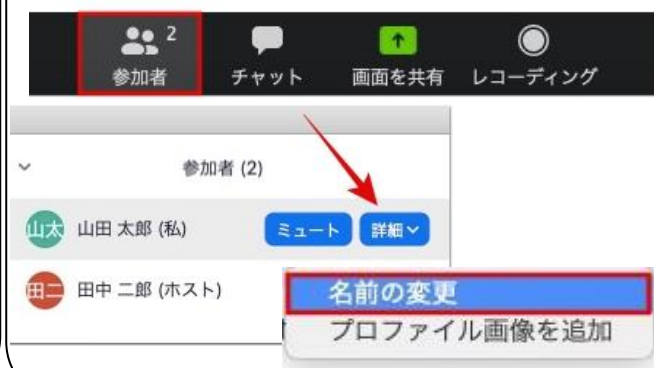 2
参加者 チャット 画面を共有 レコーディング
参加者 (2)
山太 山田 太郎 (私) ミュート 詳細
田二 田中 二郎 (ホスト)
名前の変更
プロファイル画像を追加